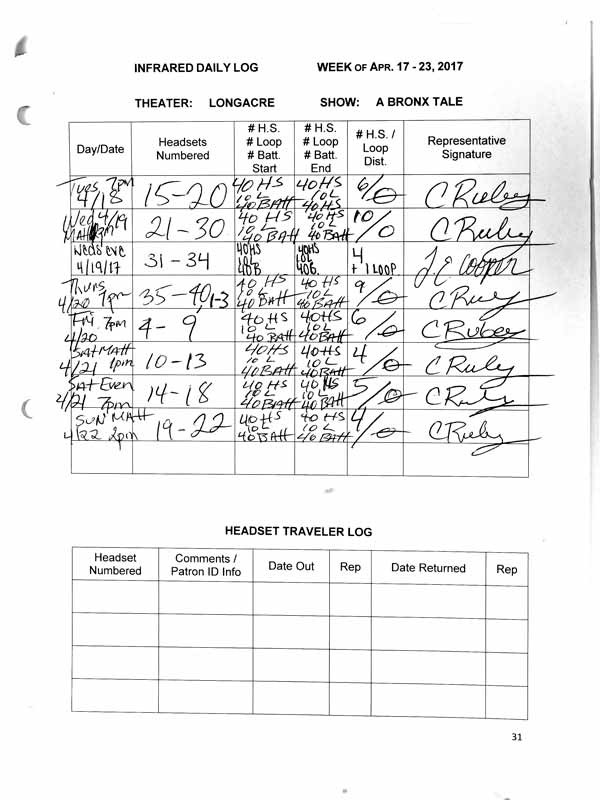 INFRARED DAILY LOG WEEK OF APR. 17 - 23, 2017
THEATER: LONGACRE SHOW: A BRONX TALE
Day/Date Headsets Numbered # H.S. # Loop # Batt. Start # H.S. # Loop # Batt. End # H.S. / Loop Dist. Representative Signature
Tues, 7pm 4/18 15-20 40 HS 10 L 40 BAtt 40 HS 10 L 40 HS 6/0 C Ruby
Wed 4/19 MAtt 2pm 21-30 40 HS 10 L 40 BAtt 40 HS 10 L 40 BAtt 10/0 C Ruby
Weds eve 4/19/17 31-34 40HS 10L 40B 40HS 10L 40B. 4 + 1 LOOP J E Cooper
Thurs 4/20 7pm 35-40,1-3 40 HS 10 L 40 BAtt 40 HS 10 L 40 BAtt 9/0 C Ruby
Fri 7pm 4/20 4-9 40 HS 10 L 40 BAtt 40 HS 10 L 40 BAtt 6/0 C Rubey
SAt MAtt 4/21 1pm 10-13 40 HS 10 L 40 BAtt 40 HS 10 L 40 BAtt 4/0 C Ruby
SAt Even 4/21 7pm 14-18 40 HS 10 L 40 BAtt 40 HS 10 L 40 BAtt 5/0 C Ruby
SUN MAtt 4/22 2pm 19-22 40 HS 10 L 40 BAtt 40 HS 10 L 40 BAtt 4/0 C Ruby
HEADSET TRAVELER LOG
Headset Numbered Comments / Patron ID Info Date Out Rep Date Returned Rep
31